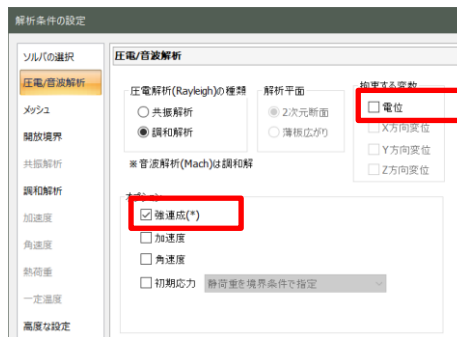 解析条件の設定
ソルバの選択
圧電/音波解析
メッシュ
開放境界
共振解析
調和解析
加速度
角速度
熱荷重
一定温度
高度な設定
圧電/音波解析
圧電解析(Rayleigh)の種類
共振解析
調和解析
※音波解析(Mach)は調和解
解析平面
2次元断面
薄板広がり
拘束する変数
電位
X方向変位
Y方向変位
Z方向変位
オプション
強連成(*)
加速度
角速度
初期応力 静荷重を境界条件で指定